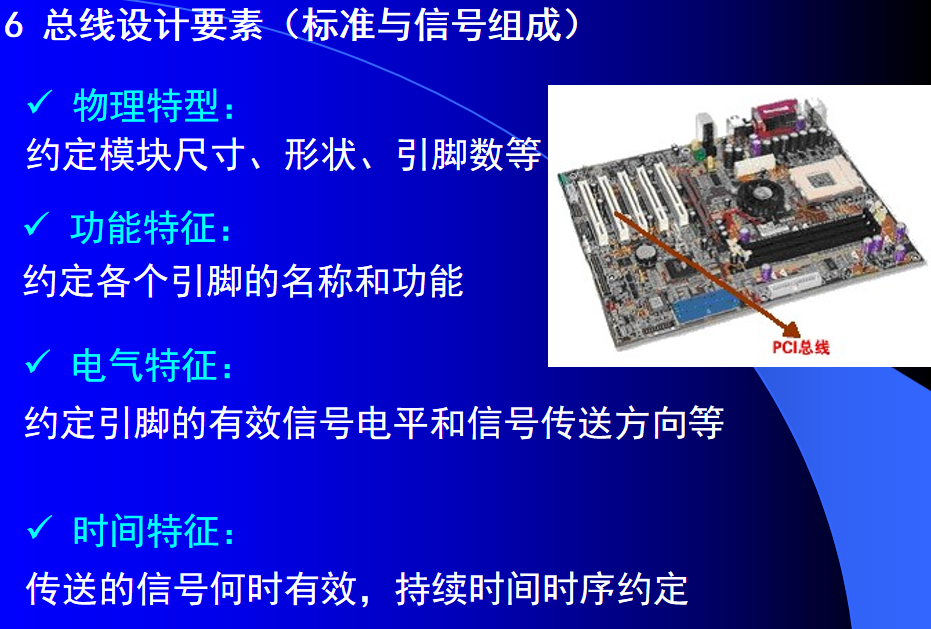 6 总线设计要素（标准与信号组成）
✓ 物理特型：
约定模块尺寸、形状、引脚数等
✓ 功能特征：
约定各个引脚的名称和功能
✓ 电气特征：
约定引脚的有效信号电平和信号传送方向等
✓ 时间特征：
传送的信号何时有效，持续时间时序约定
PCI总线